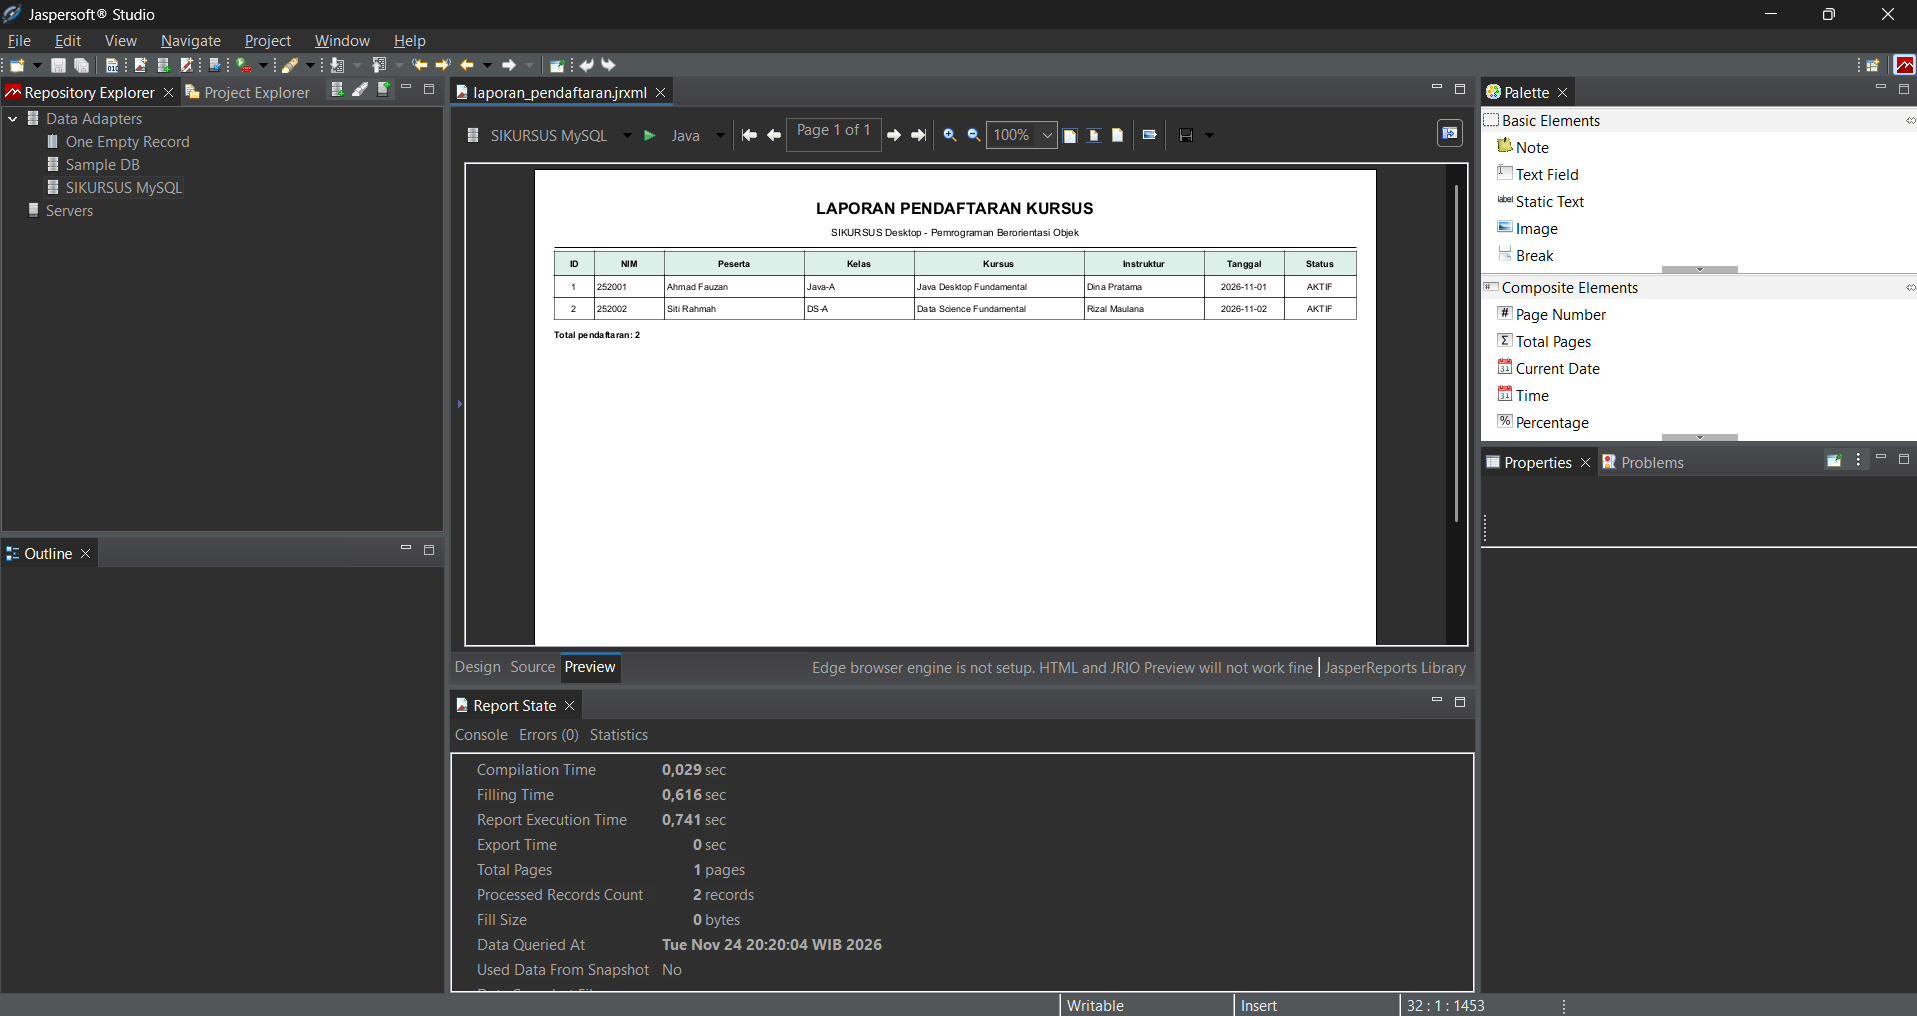 Jaspersoft® Studio
File Edit View Navigate Project Window Help
Repository Explorer
Project Explorer
Data Adapters
One Empty Record
Sample DB
SIKURSUS MySQL
Servers
Outline
laporan_pendaftaran.jrxml
SIKURSUS MySQL Java Page 1 of 1 100%
LAPORAN PENDAFTARAN KURSUS
SIKURSUS Desktop - Pemrograman Berorientasi Objek
ID NIM Peserta Kelas Kursus Instruktur Tanggal Status
1 252001 Ahmad Fauzan Java-A Java Desktop Fundamental Dina Pratama 2026-11-01 AKTIF
2 252002 Siti Rahmah DS-A Data Science Fundamental Rizal Maulana 2026-11-02 AKTIF
Total pendaftaran: 2
Design Source Preview
Edge browser engine is not setup. HTML and JRIO Preview will not work fine
JasperReports Library
Report State
Console Errors (0) Statistics
Compilation Time 0,029 sec
Filling Time 0,616 sec
Report Execution Time 0,741 sec
Export Time 0 sec
Total Pages 1 pages
Processed Records Count 2 records
Fill Size 0 bytes
Data Queried At Tue Nov 24 20:20:04 WIB 2026
Used Data From Snapshot No
Palette
Basic Elements
Note
Text Field
label Static Text
Image
Break
Composite Elements
# Page Number
Σ Total Pages
31 Current Date
31 Time
% Percentage
Properties
Problems
Writable Insert 32 : 1 : 1453